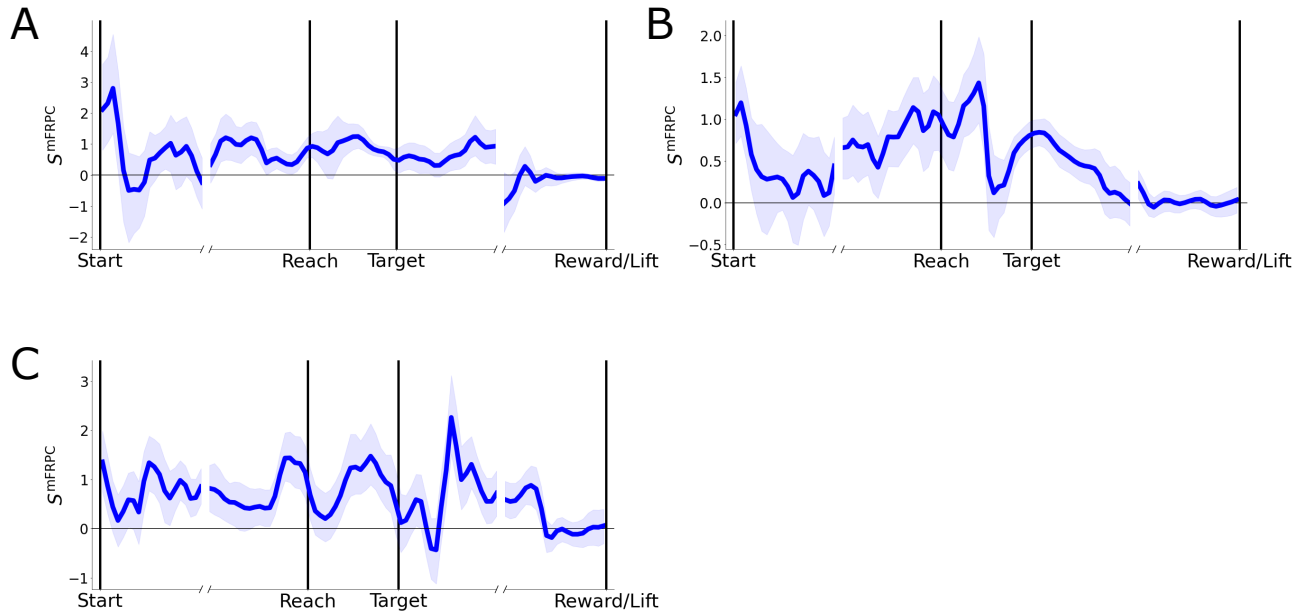 A
B
S^mFRPC
4
3
2
1
0
−1
−2
Start
Reach
Target
Reward/Lift
S^mFRPC
2.0
1.5
1.0
0.5
0.0
−0.5
Start
Reach
Target
Reward/Lift
C
S^mFRPC
3
2
1
0
−1
Start
Reach
Target
Reward/Lift